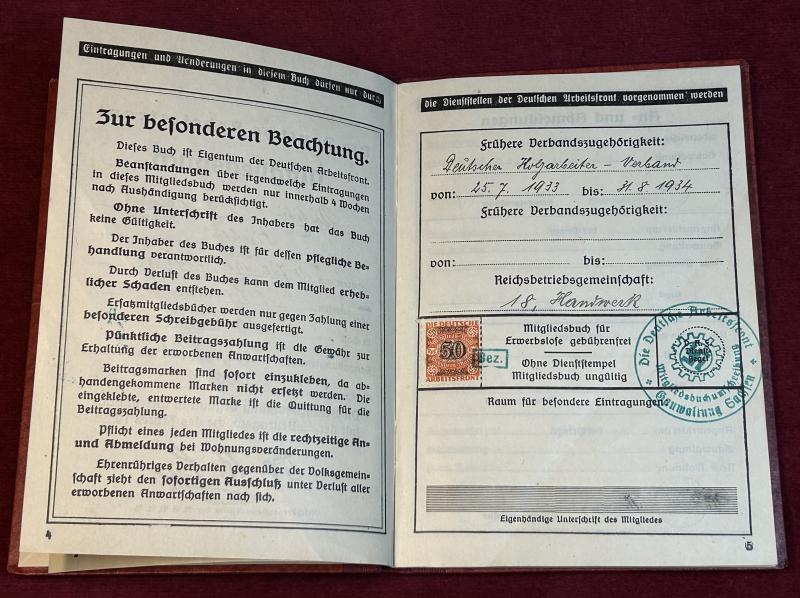 Eintragungen und Aenderungen in diesem Buch dürfen nur durch
Zur besonderen Beachtung.
Dieses Buch ist Eigentum der Deutschen Arbeitsfront.
Beanstandungen über irgendwelche Eintragungen
in dieses Mitgliedsbuch werden nur innerhalb 4 Wochen
nach Aushändigung berücksichtigt.
Ohne Unterschrift des Inhabers hat das Buch
keine Gültigkeit.
Der Inhaber des Buches ist für dessen pflegliche Be-
handlung verantwortlich.
Durch Verlust des Buches kann dem Mitglied erheb-
licher Schaden entstehen.
Ersatzmitgliedsbücher werden nur gegen Zahlung einer
besonderen Schreibgebühr ausgefertigt.
Pünktliche Beitragszahlung ist die Gewähr zur
Erhaltung der erworbenen Anwartschaften.
Beitragsmarken sind sofort einzukleben, da ab-
handengekommene Marken nicht ersetzt werden. Die
eingeklebte, entwertete Marke ist die Quittung für die
Beitragszahlung.
Pflicht eines jeden Mitgliedes ist die rechtzeitige An-
und Abmeldung bei Wohnungsveränderungen.
Ehrenrühriges Verhalten gegenüber der Volksgemein-
schaft zieht den sofortigen Ausschluß unter Verlust aller
erworbenen Anwartschaften nach sich.
4
die Dienststellen der Deutschen Arbeitsfront vorgenommen werden
Frühere Verbandszugehörigkeit:
Deutscher Holzarbeiter-Verband
von: 25.7.1933 bis: 31.8.1934
Frühere Verbandszugehörigkeit:
von: bis:
Reichsbetriebsgemeinschaft:
18, Handwerk
DIE DEUTSCHE
50
ARBEITSFRONT
Bez.
Mitgliedsbuch für
Erwerbslose gebührenfrei
Ohne Dienststempel
Mitgliedsbuch ungültig
Die Deutsche Arbeitsfront
Dienst-
siegel
Mitgliedsbuchumschreibung
Gauwaltung Sachsen
Raum für besondere Eintragungen
Eigenhändige Unterschrift des Mitgliedes
5